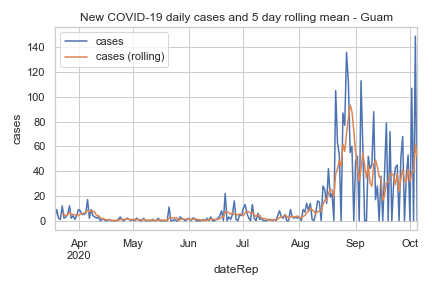 New COVID-19 daily cases and 5 day rolling mean - Guam
cases
cases (rolling)
140
120
100
80
60
40
20
0
cases
Apr
2020
May
Jun
Jul
Aug
Sep
Oct
dateRep